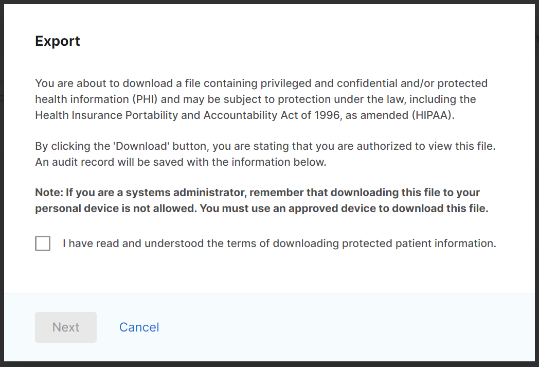 Export
You are about to download a file containing privileged and confidential and/or protected
health information (PHI) and may be subject to protection under the law, including the
Health Insurance Portability and Accountability Act of 1996, as amended (HIPAA).
By clicking the 'Download' button, you are stating that you are authorized to view this file.
An audit record will be saved with the information below.
Note: If you are a systems administrator, remember that downloading this file to your
personal device is not allowed. You must use an approved device to download this file.
I have read and understood the terms of downloading protected patient information.
Next Cancel